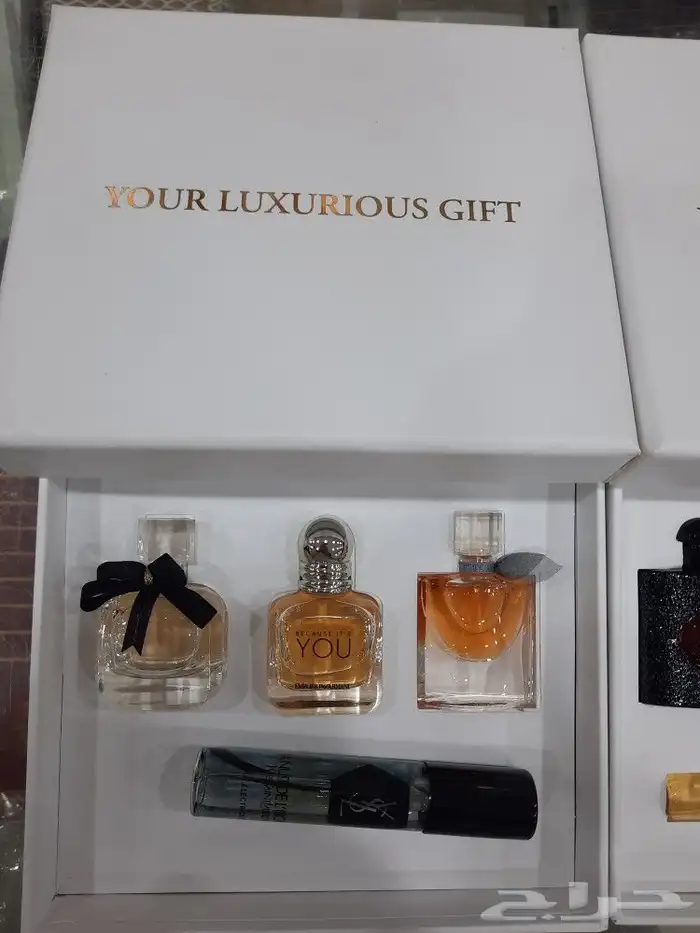 YOUR LUXURIOUS GIFT
BECAUSE IT'S
YOU
EMPORIO ARMANI
YSL
حراج